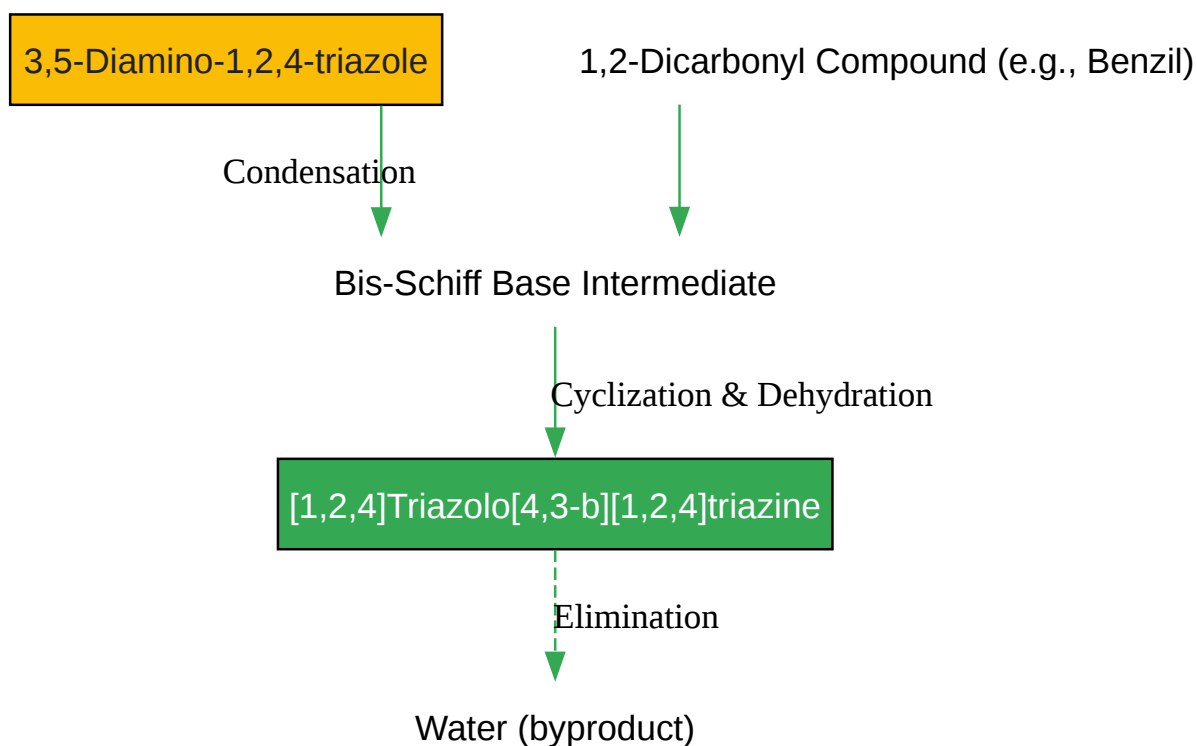 3,5-Diamino-1,2,4-triazole
1,2-Dicarbonyl Compound (e.g., Benzil)
Condensation
Bis-Schiff Base Intermediate
Cyclization & Dehydration
[1,2,4]Triazolo[4,3-b][1,2,4]triazine
Elimination
Water (byproduct)